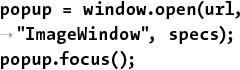 popup = window.open(url,
→"ImageWindow", specs);
popup.focus();